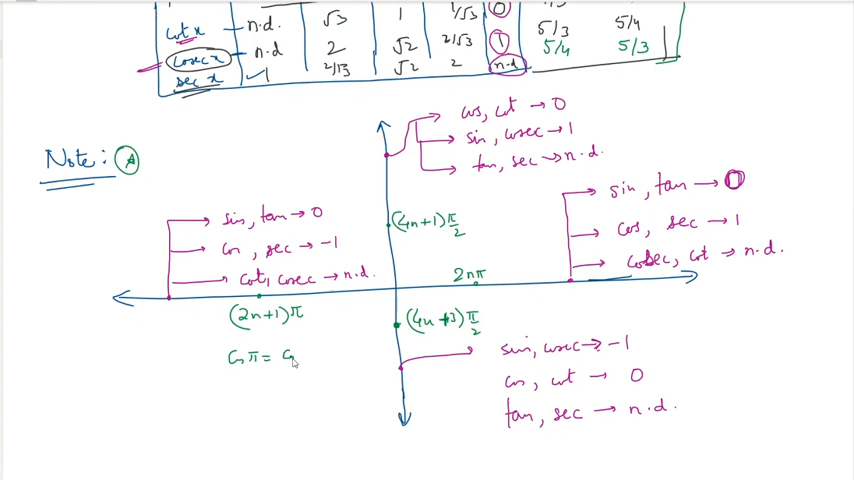 cot x n.d. √3 1 1/√3 0 5/3 5/4
cosec x n.d 2 √2 2/√3 1 5/4 5/3
sec x 1 2/√3 √2 2 n.d
Note:
cos, cot → 0
sin, cosec → 1
tan, sec → n.d.
sin, tan → 0
cos, sec → -1
cot, cosec → n.d.
sin, tan → 0
cos, sec → 1
cosec, cot → n.d.
(4n+1)π/2
2nπ
(2n+1)π
(4n+3)π/2
Cosπ =
sin, cosec → -1
cos, cot → 0
tan, sec → n.d.